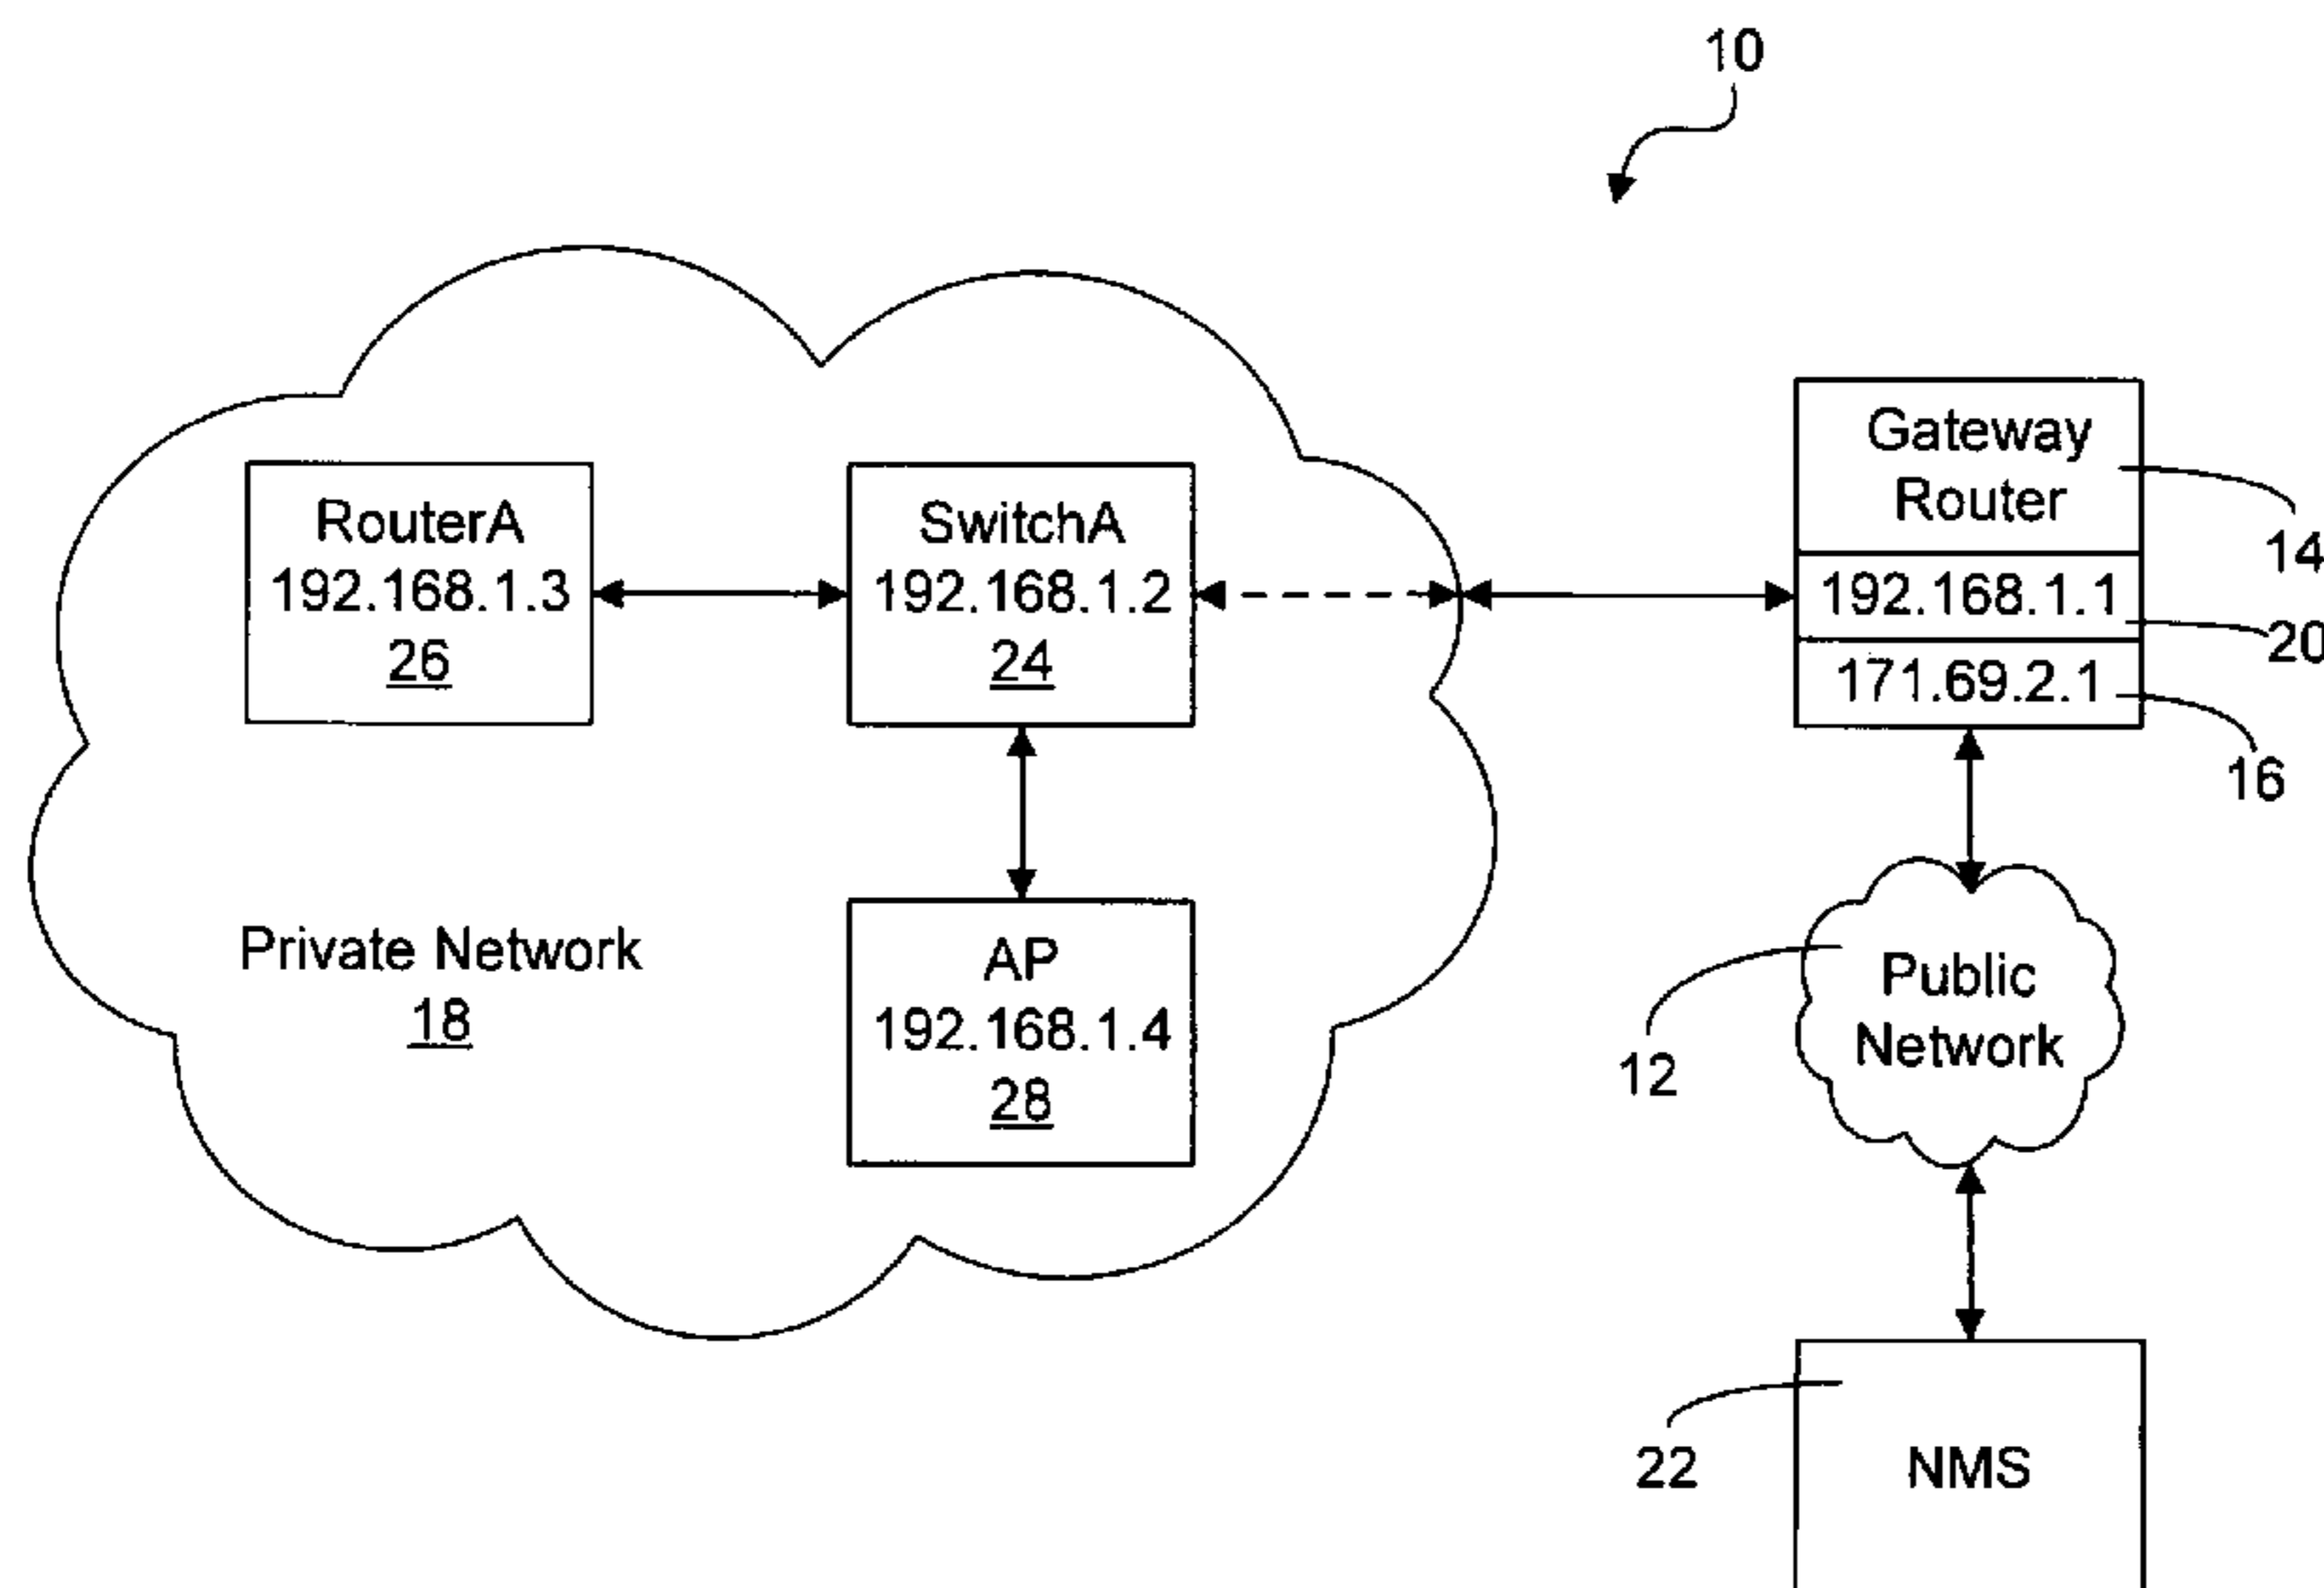 10
RouterA
192.168.1.3
26
SwitchA
192.168.1.2
24
Gateway
Router
14
192.168.1.1
20
171.69.2.1
16
Private Network
18
AP
192.168.1.4
28
Public
Network
12
22
NMS